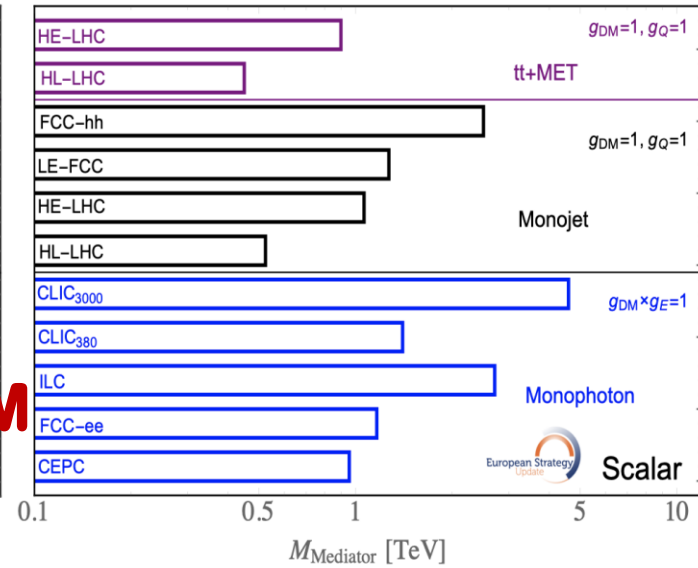 HE−LHC
g_DM=1, g_Q=1
HL−LHC
tt+MET
FCC−hh
g_DM=1, g_Q=1
LE−FCC
HE−LHC
Monojet
HL−LHC
CLIC_3000
g_DM×g_E=1
CLIC_380
ILC
Monophoton
M
FCC−ee
European Strategy
Update
CEPC
Scalar
0.1 0.5 1 5 10
M_Mediator [TeV]